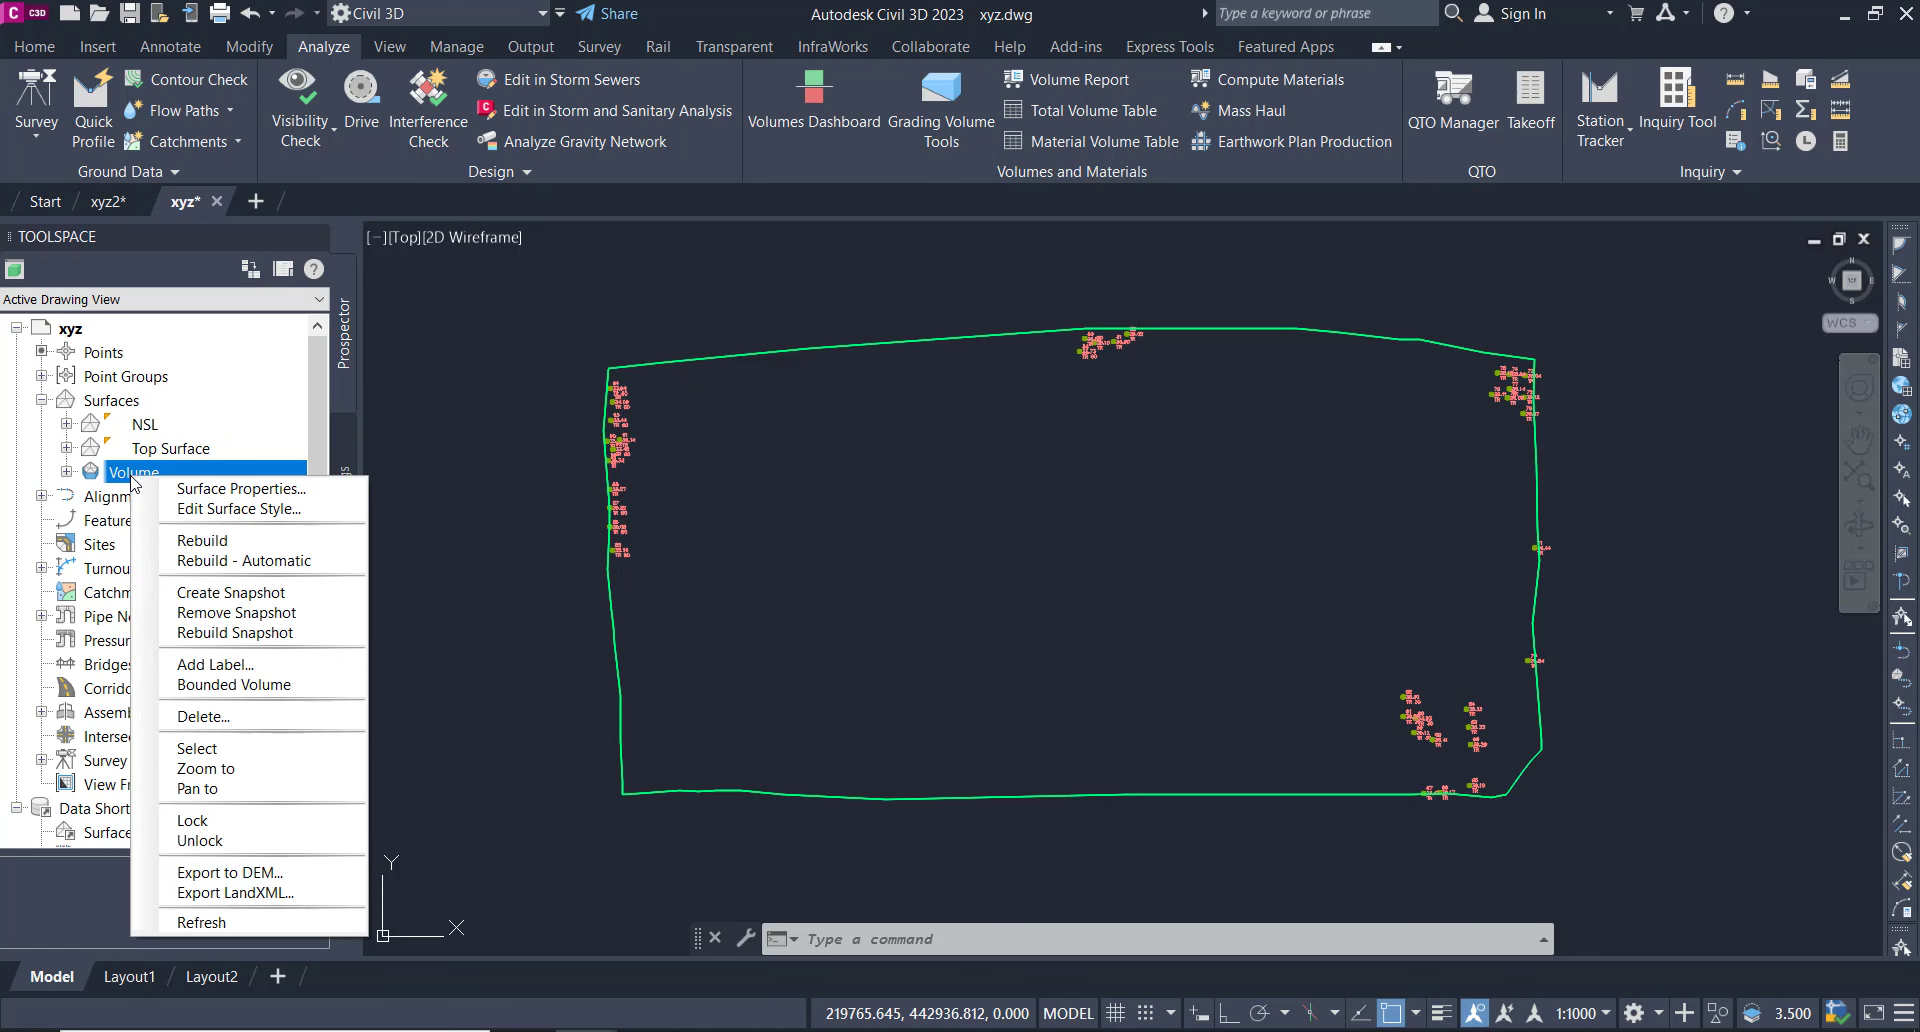 C C3D Civil 3D Share Autodesk Civil 3D 2023 xyz.dwg Type a keyword or phrase Sign In
Home Insert Annotate Modify Analyze View Manage Output Survey Rail Transparent InfraWorks Collaborate Help Add-ins Express Tools Featured Apps
Survey
Quick Profile
Contour Check
Flow Paths
Catchments
Ground Data
Visibility Check
Drive
Interference Check
Edit in Storm Sewers
Edit in Storm and Sanitary Analysis
Analyze Gravity Network
Design
Volumes Dashboard
Grading Volume Tools
Volume Report
Total Volume Table
Material Volume Table
Compute Materials
Mass Haul
Earthwork Plan Production
Volumes and Materials
QTO Manager
Takeoff
QTO
Station Tracker
Inquiry Tool
Inquiry
Start xyz2* xyz*
TOOLSPACE
Active Drawing View
Prospector
xyz
Points
Point Groups
Surfaces
NSL
Top Surface
Volume
Alignm
Feature
Sites
Turnou
Catchm
Pipe Ne
Pressur
Bridges
Corrido
Assemb
Interse
Survey
View Fr
Data Short
Surface
Surface Properties...
Edit Surface Style...
Rebuild
Rebuild - Automatic
Create Snapshot
Remove Snapshot
Rebuild Snapshot
Add Label...
Bounded Volume
Delete...
Select
Zoom to
Pan to
Lock
Unlock
Export to DEM...
Export LandXML...
Refresh
[−][Top][2D Wireframe]
N
W TOP E
S
WCS
Y
X
Type a command
Model Layout1 Layout2
219765.645, 442936.812, 0.000 MODEL 1:1000 3.500